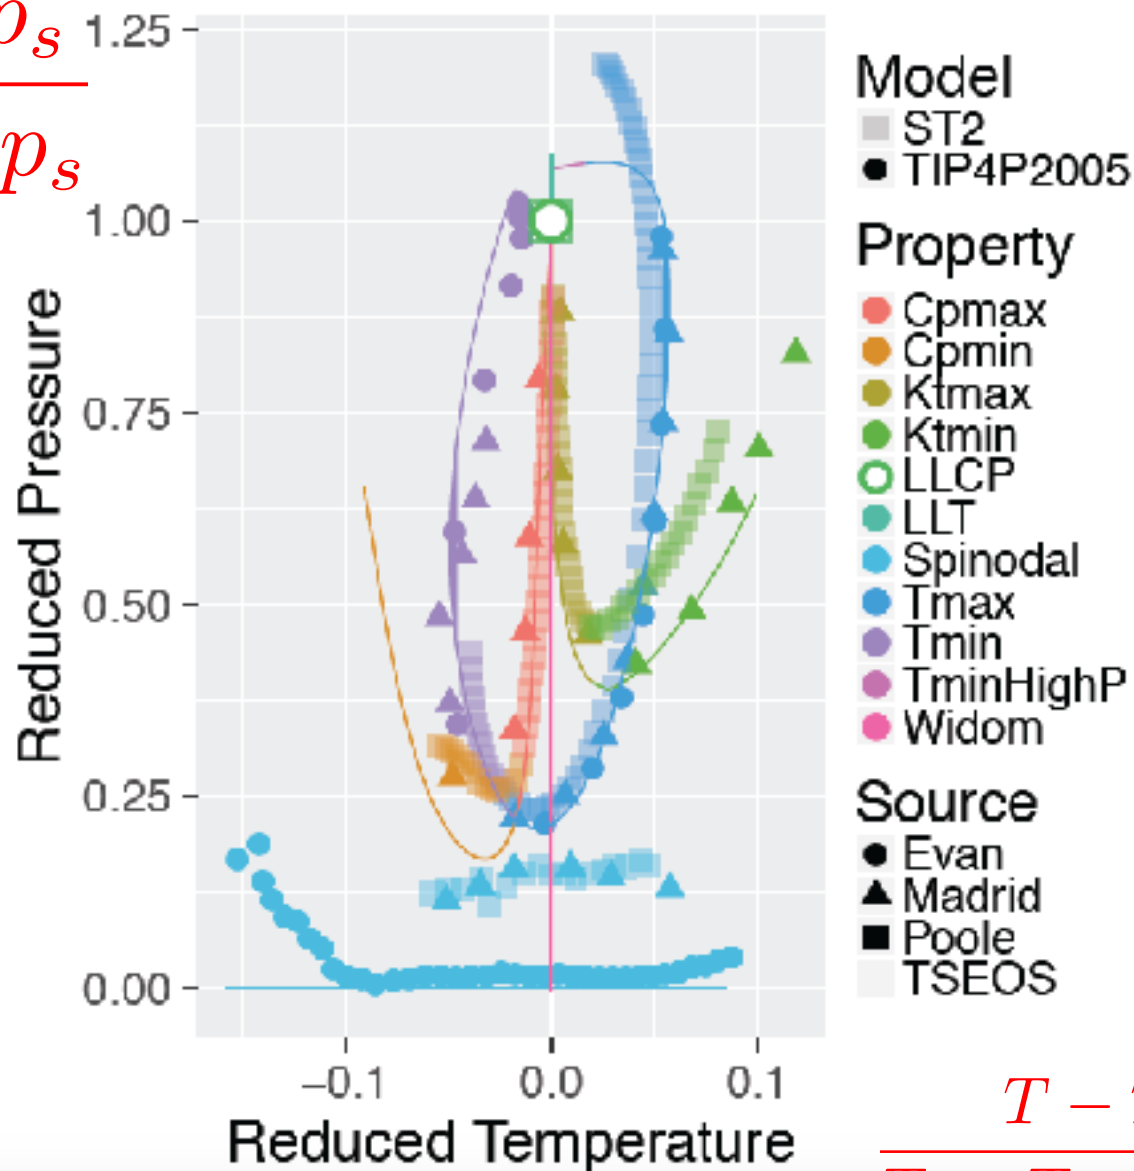 p_s
p_s
1.25
1.00
0.75
0.50
0.25
0.00
Reduced Pressure
−0.1 0.0 0.1
Reduced Temperature
Model
ST2
TIP4P2005
Property
Cpmax
Cpmin
Ktmax
Ktmin
LLCP
LLT
Spinodal
Tmax
Tmin
TminHighP
Widom
Source
Evan
Madrid
Poole
TSEOS
T −